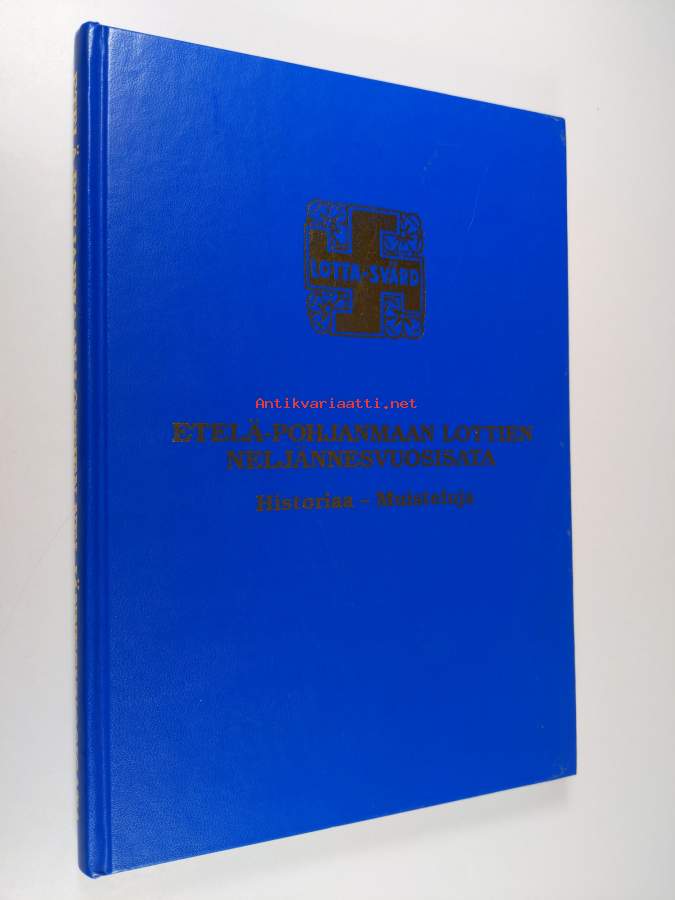 LOTTA-SVÄRD
Antikvariaatti.net
ETELÄ-POHJANMAAN LOTTIEN
NELJÄNNESVUOSISATA
Historiaa – Muisteluja